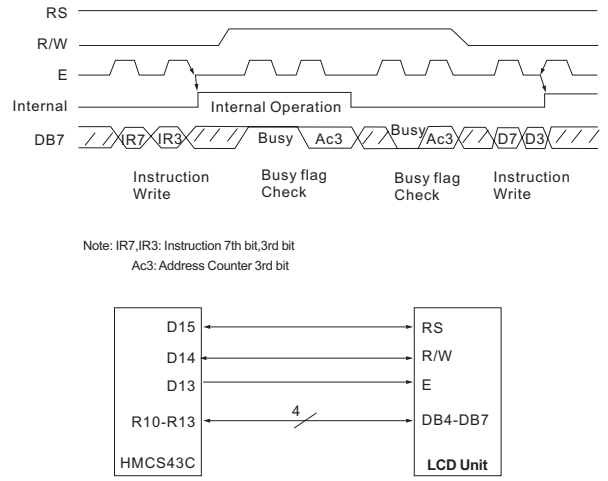 RS
R/W
E
Internal Internal Operation
DB7 IR7 IR3 Busy Ac3 Busy Ac3 D7 D3
Instruction Write
Busy flag Check
Busy flag Check
Instruction Write
Note: IR7,IR3: Instruction 7th bit,3rd bit
Ac3: Address Counter 3rd bit
D15 RS
D14 R/W
D13 E
R10-R13 4 DB4-DB7
HMCS43C LCD Unit